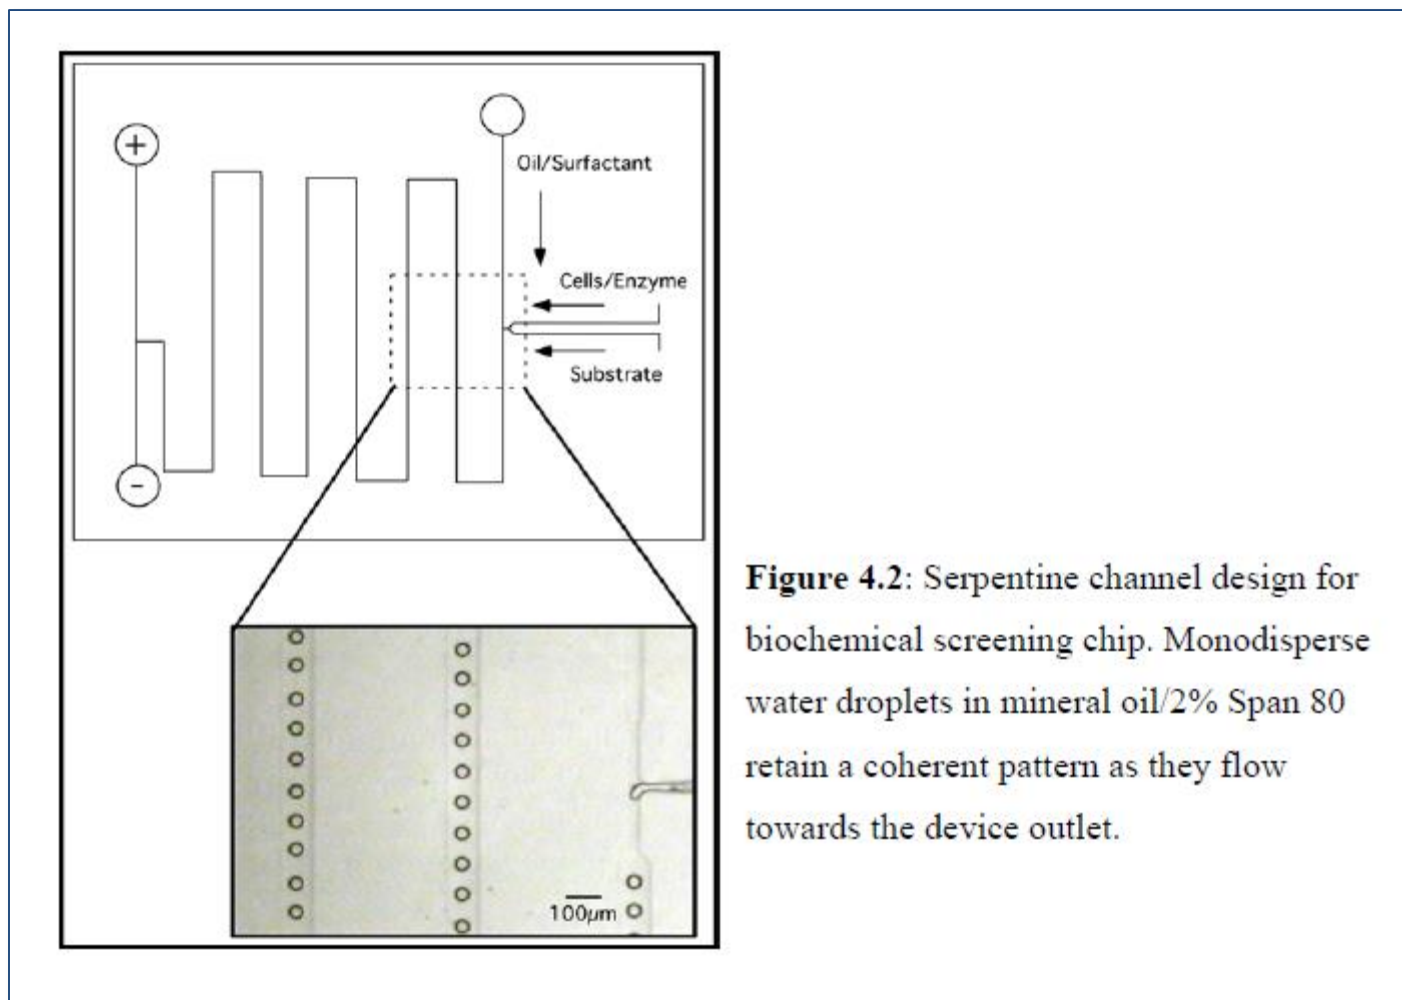 +
Oil/Surfactant
Cells/Enzyme
Substrate
-
100µm
Figure 4.2: Serpentine channel design for
biochemical screening chip. Monodisperse
water droplets in mineral oil/2% Span 80
retain a coherent pattern as they flow
towards the device outlet.